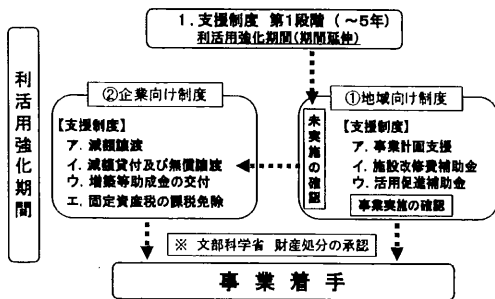 1．支援制度 第1段階（～5年）
利活用強化期間(期間延伸)
利活用強化期間
②企業向け制度
【支援制度】
ア．減額譲渡
イ．減額貸付及び無償譲渡
ウ．増築等助成金の交付
エ．固定資産税の課税免除
未実施の確認
①地域向け制度
【支援制度】
ア．事業計画支援
イ．施設改修費補助金
ウ．活用促進補助金
事業実施の確認
※ 文部科学省 財産処分の承認
事業着手